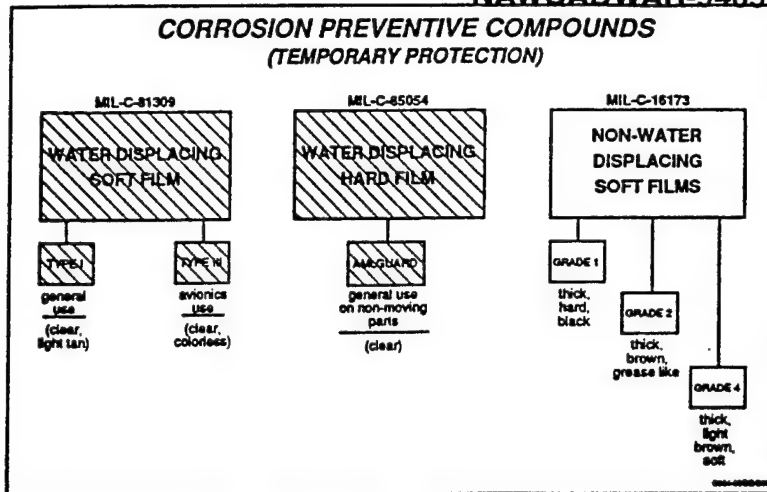 CORROSION PREVENTIVE COMPOUNDS
(TEMPORARY PROTECTION)
MIL-C-81309
WATER DISPLACING
SOFT FILM
TYPE I
general
use
(clear,
light tan)
TYPE III
avionics
use
(clear,
colorless)
MIL-C-85054
WATER DISPLACING
HARD FILM
AMLGUARD
general use
on non-moving
parts
(clear)
MIL-C-16173
NON-WATER
DISPLACING
SOFT FILMS
GRADE 1
thick,
hard,
black
GRADE 2
thick,
brown,
grease like
GRADE 4
thick,
light
brown,
soft